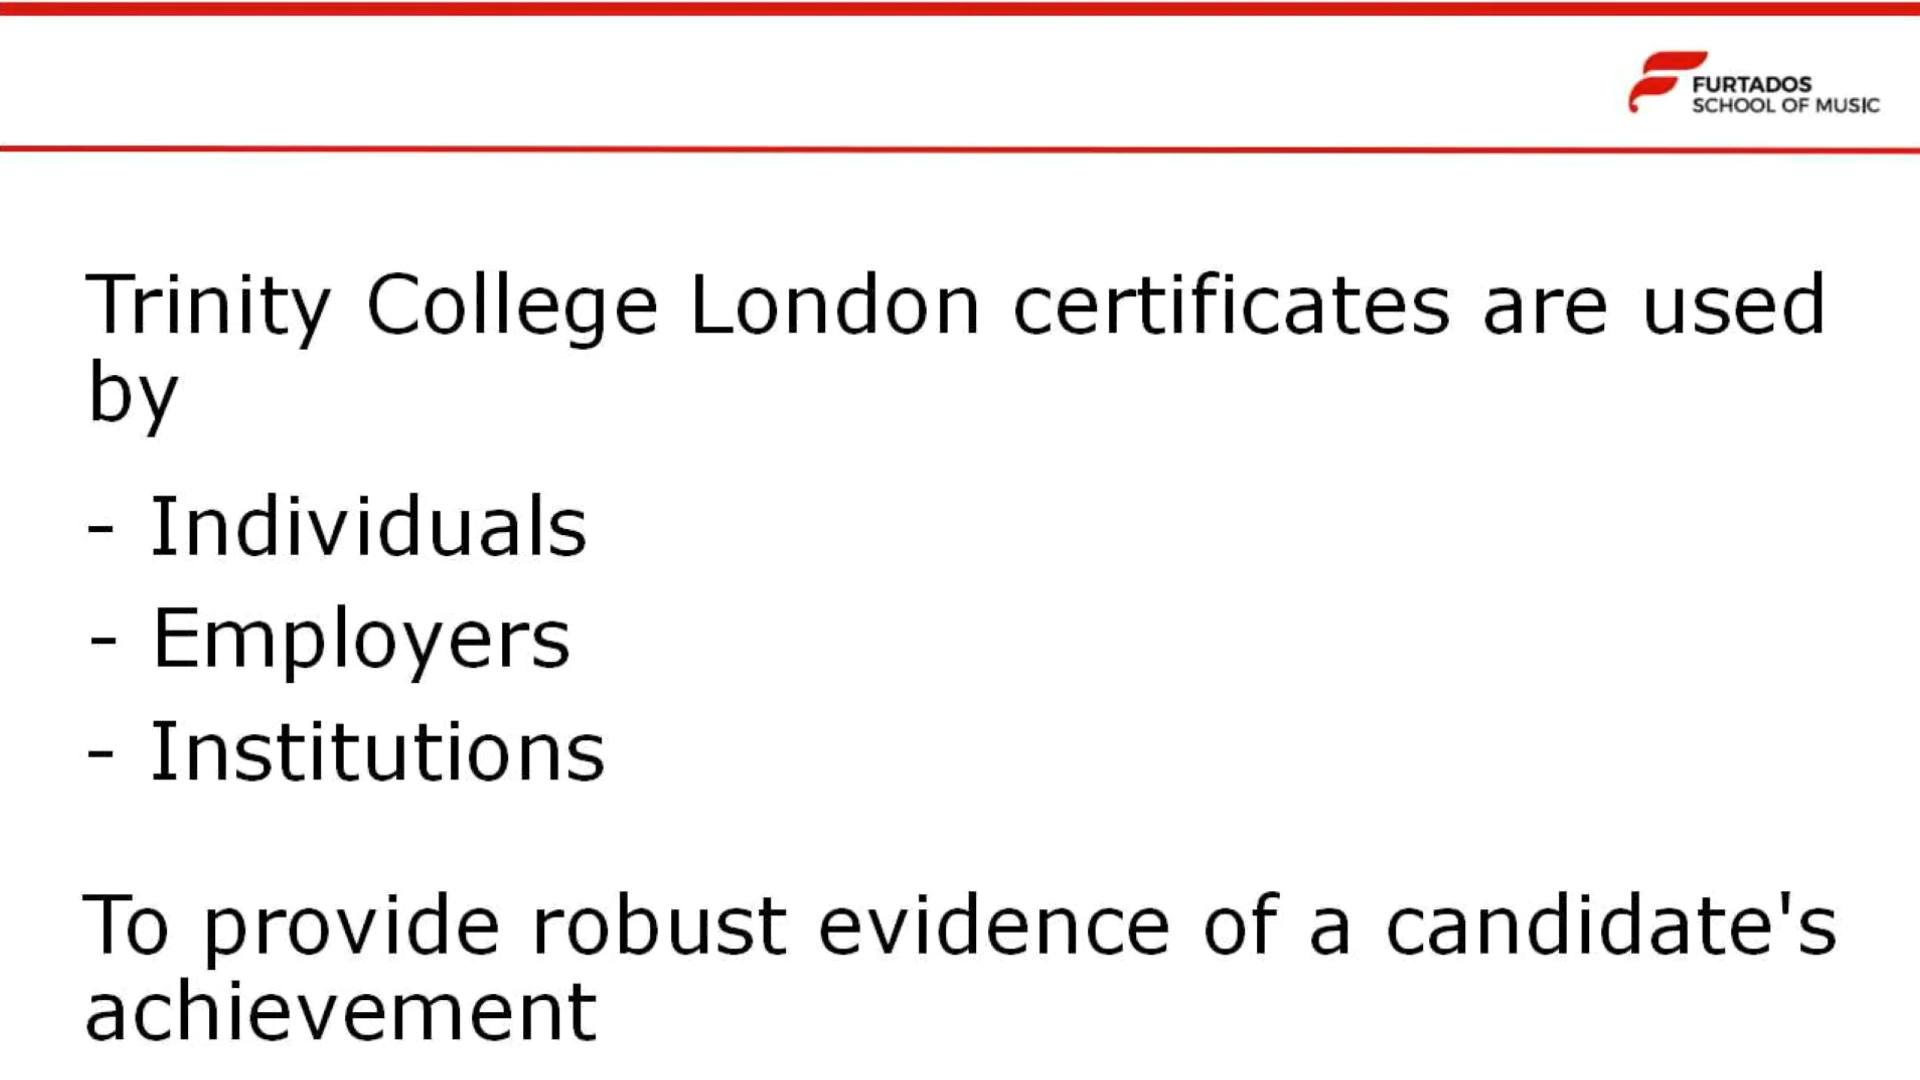 FURTADOS
SCHOOL OF MUSIC
Trinity College London certificates are used
by
- Individuals
- Employers
- Institutions
To provide robust evidence of a candidate's
achievement